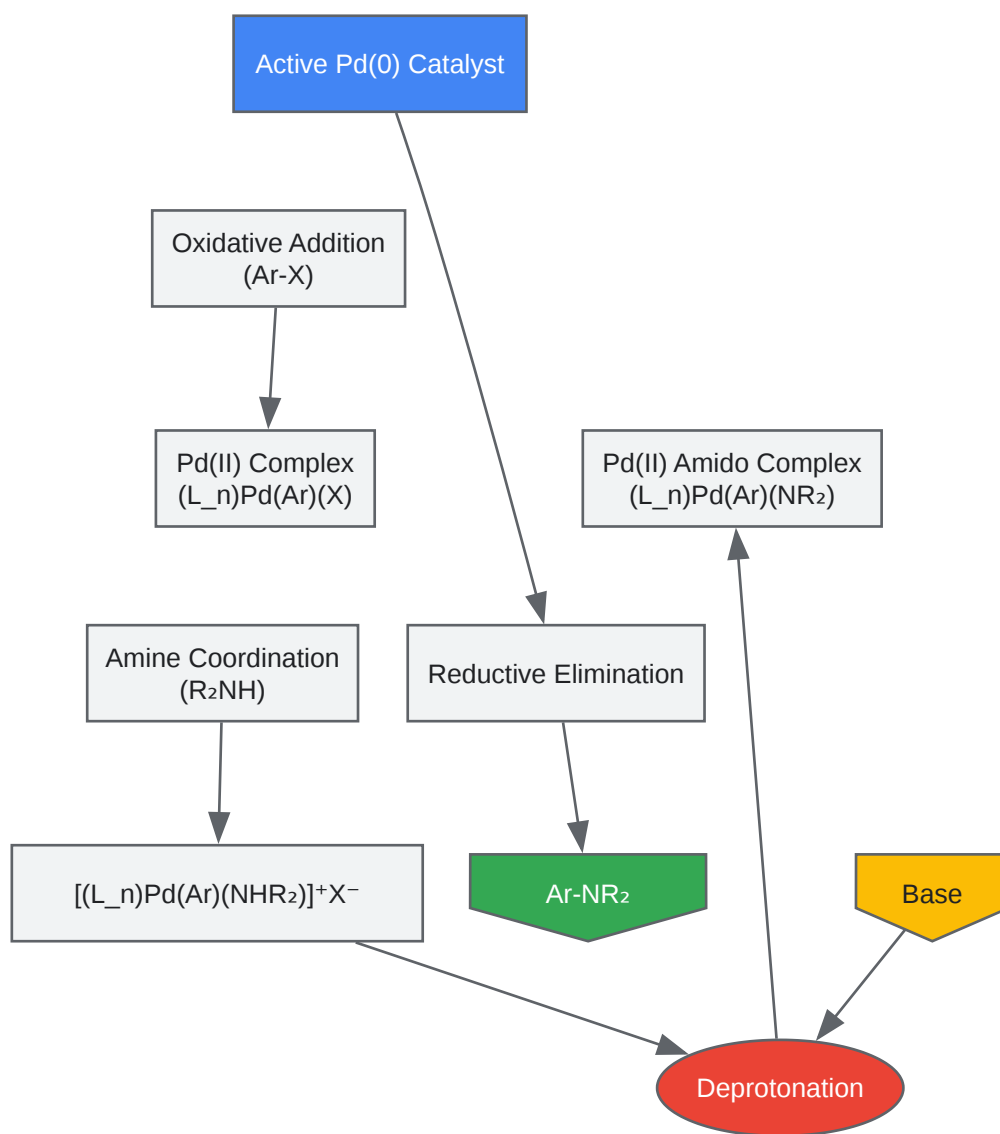 Active Pd(0) Catalyst
Oxidative Addition
(Ar-X)
Pd(II) Complex
(L_n)Pd(Ar)(X)
Pd(II) Amido Complex
(L_n)Pd(Ar)(NR₂)
Amine Coordination
(R₂NH)
Reductive Elimination
[(L_n)Pd(Ar)(NHR₂)]⁺X⁻
Ar-NR₂
Base
Deprotonation